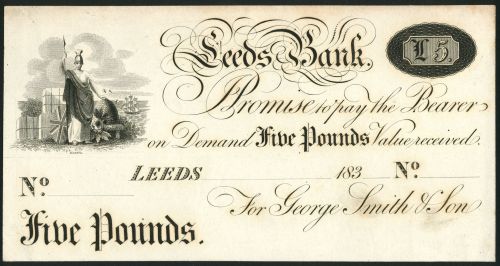 Leeds Bank, £5.
I Promise to pay the Bearer
on Demand Five Pounds Value received.
No. LEEDS 183 No.
For George Smith & Son
Five Pounds.